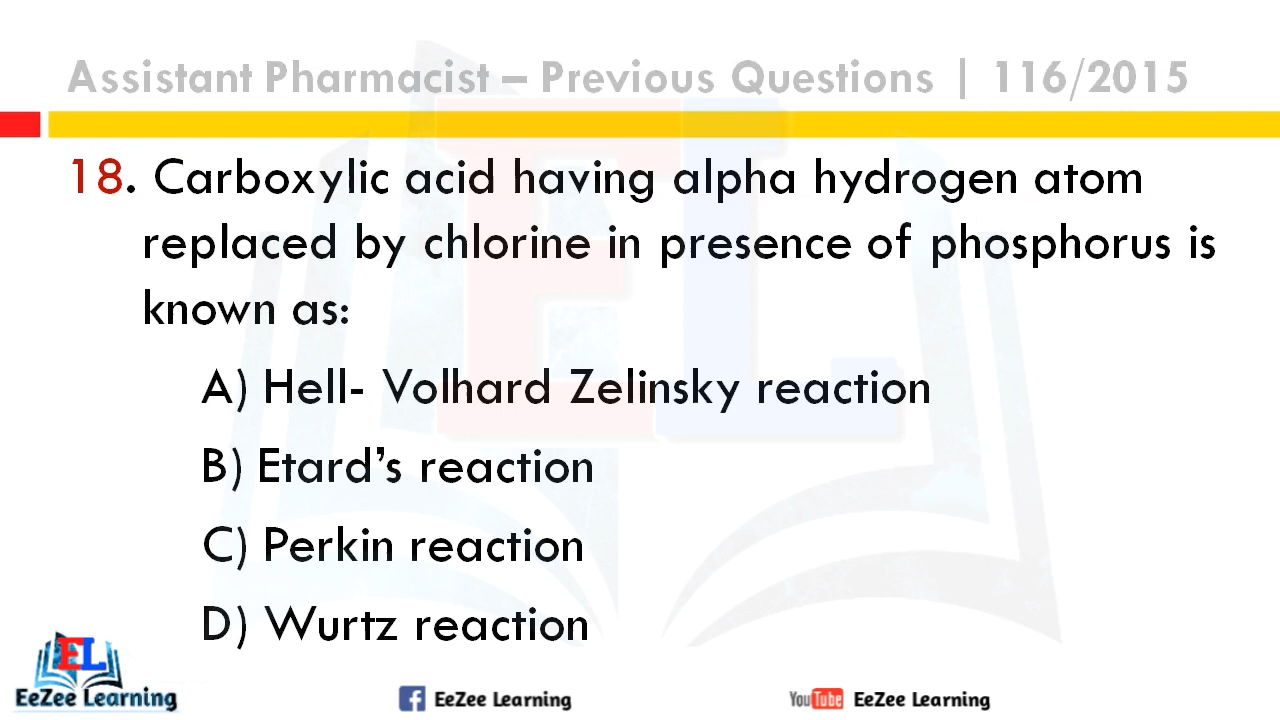 Assistant Pharmacist – Previous Questions | 116/2015
18. Carboxylic acid having alpha hydrogen atom
replaced by chlorine in presence of phosphorus is
known as:
A) Hell- Volhard Zelinsky reaction
B) Etard’s reaction
C) Perkin reaction
D) Wurtz reaction
EL
EL
EeZee Learning
f EeZee Learning
YouTube EeZee Learning